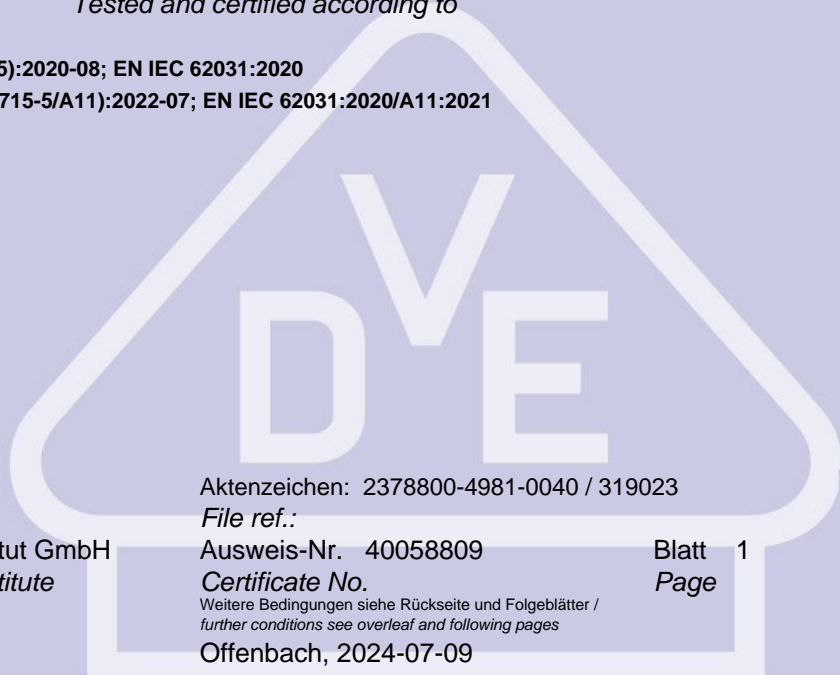 Tested and certified according to
5):2020-08; EN IEC 62031:2020
715-5/A11):2022-07; EN IEC 62031:2020/A11:2021
VDE
Aktenzeichen: 2378800-4981-0040 / 319023
File ref.:
tut GmbH Ausweis-Nr. 40058809 Blatt 1
titute Certificate No. Page
Weitere Bedingungen siehe Rückseite und Folgeblätter /
further conditions see overleaf and following pages
Offenbach, 2024-07-09